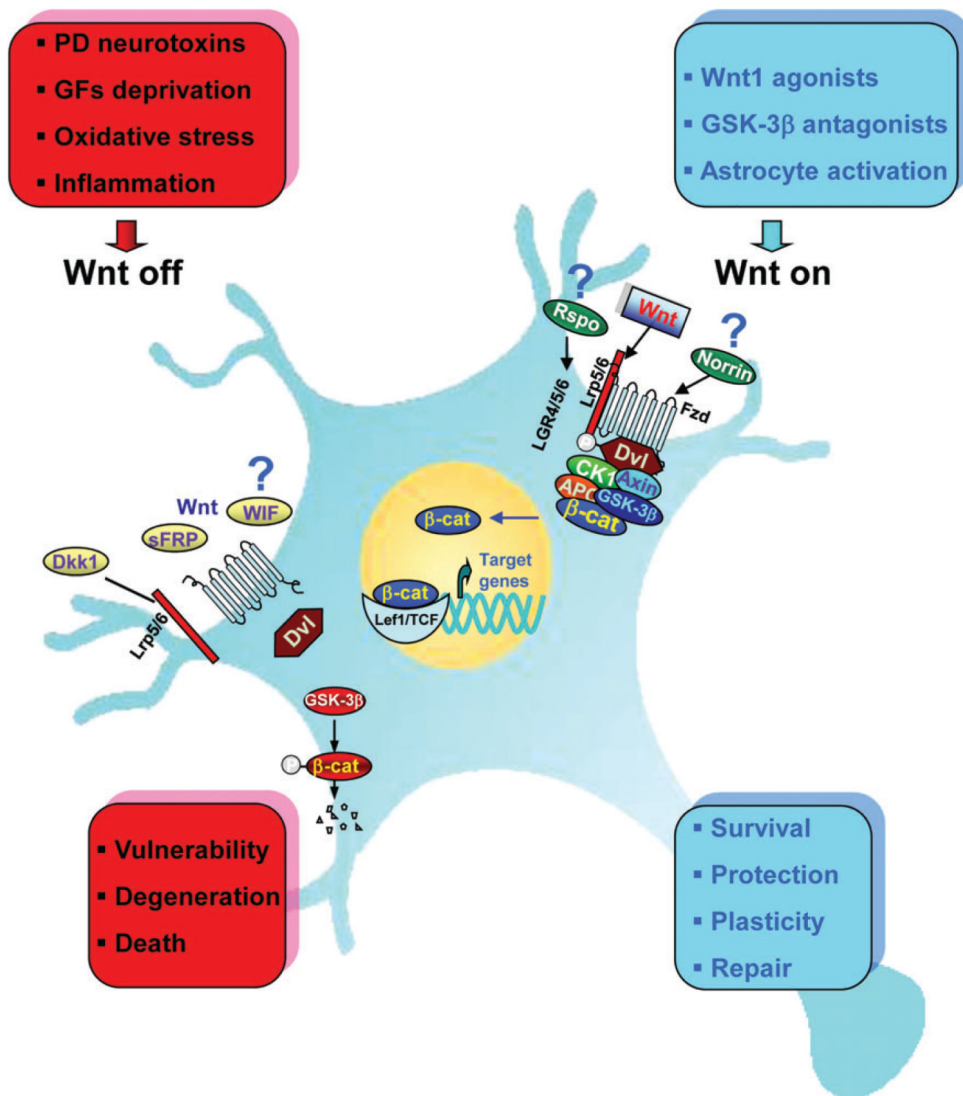 ▪ PD neurotoxins
▪ GFs deprivation
▪ Oxidative stress
▪ Inflammation
Wnt off
▪ Wnt1 agonists
▪ GSK-3β antagonists
▪ Astrocyte activation
Wnt on
?
Rspo
LGR4/5/6
Wnt
Lrp5/6
?
Norrin
Fzd
P
Dvl
CK1
Axin
APC
GSK-3β
β-cat
β-cat
Target
genes
β-cat
Lef1/TCF
?
Wnt
WIF
sFRP
Dkk1
Lrp5/6
Dvl
GSK-3β
P
β-cat
▪ Vulnerability
▪ Degeneration
▪ Death
▪ Survival
▪ Protection
▪ Plasticity
▪ Repair